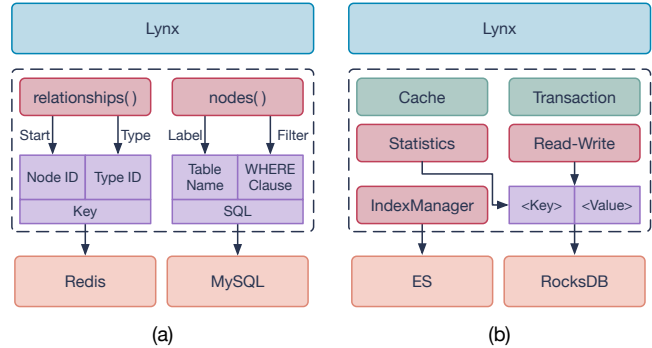 Lynx
relationships( )
nodes( )
Start
Type
Label
Filter
Node ID
Type ID
Key
Table
Name
WHERE
Clause
SQL
Redis
MySQL
(a)
Lynx
Cache
Transaction
Statistics
Read-Write
IndexManager
<Key>
<Value>
ES
RocksDB
(b)